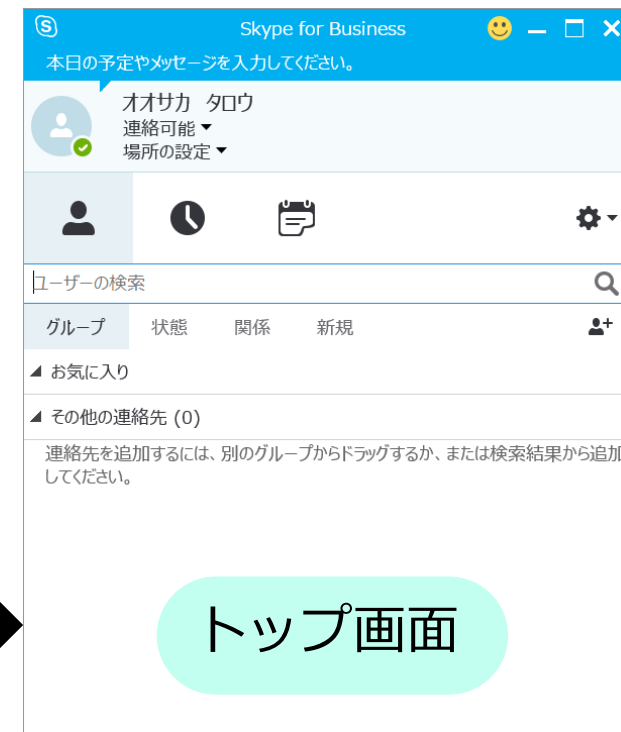 Skype for Business
本日の予定やメッセージを入力してください。
オオサカ タロウ
連絡可能
場所の設定
ユーザーの検索
グループ 状態 関係 新規
お気に入り
その他の連絡先 (0)
連絡先を追加するには、別のグループからドラッグするか、または検索結果から追加
してください。
トップ画面